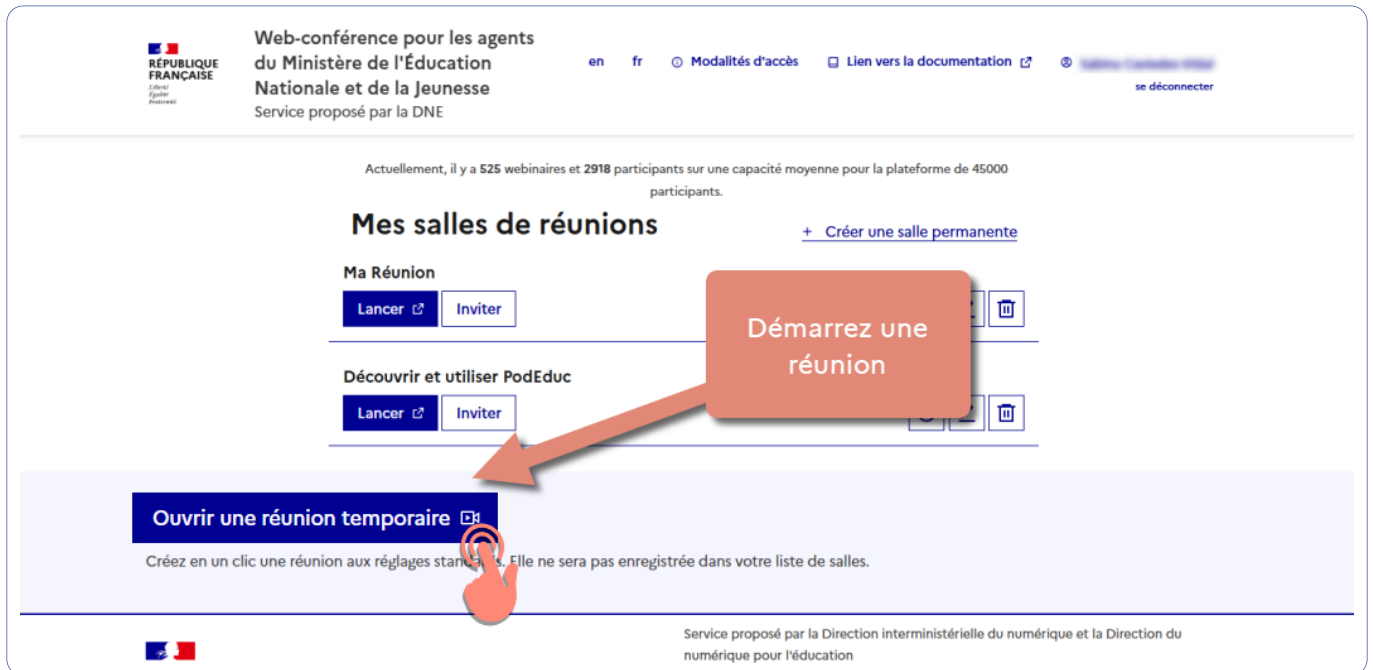 Web-conférence pour les agents
du Ministère de l'Éducation
Nationale et de la Jeunesse
Service proposé par la DNE
RÉPUBLIQUE
FRANÇAISE
Liberté
Égalité
Fraternité
en fr Modalités d'accès Lien vers la documentation
se déconnecter
Actuellement, il y a 525 webinaires et 2918 participants sur une capacité moyenne pour la plateforme de 45000
participants.
Mes salles de réunions
+ Créer une salle permanente
Ma Réunion
Lancer Inviter
Démarrez une
réunion
Découvrir et utiliser PodEduc
Lancer Inviter
Ouvrir une réunion temporaire
Créez en un clic une réunion aux réglages standards. Elle ne sera pas enregistrée dans votre liste de salles.
Service proposé par la Direction interministérielle du numérique et la Direction du
numérique pour l'éducation